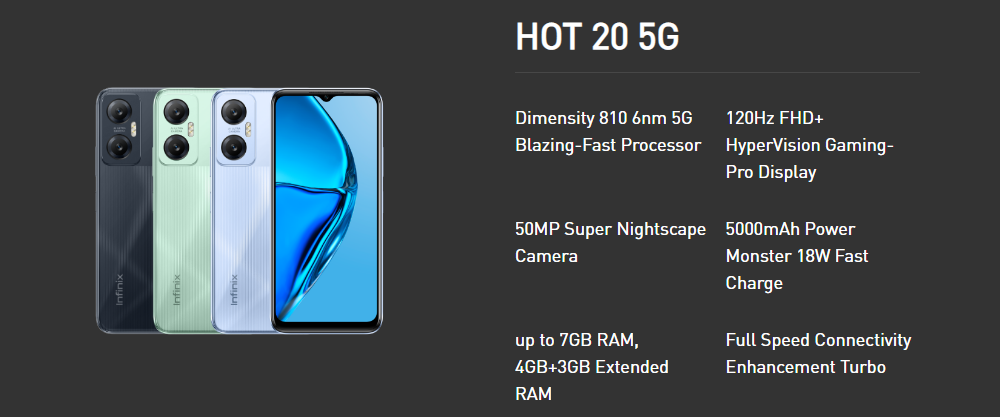 HOT 20 5G
Dimensity 810 6nm 5G
Blazing-Fast Processor
120Hz FHD+
HyperVision Gaming-
Pro Display
50MP Super Nightscape
Camera
5000mAh Power
Monster 18W Fast
Charge
up to 7GB RAM,
4GB+3GB Extended
RAM
Full Speed Connectivity
Enhancement Turbo
Infinix
Infinix
Infinix